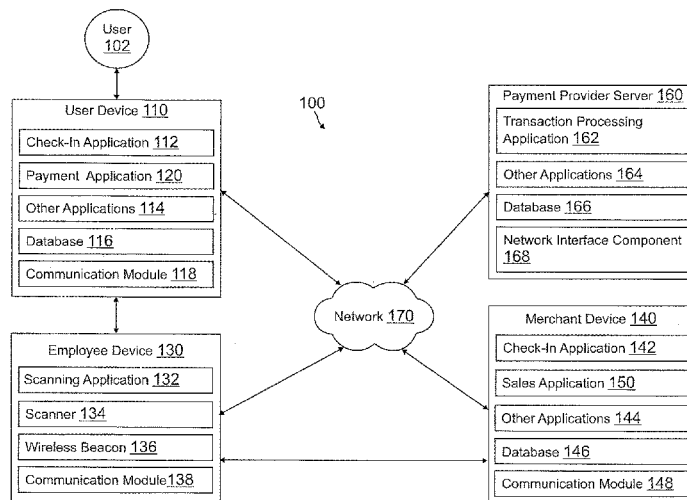 User
102
User Device 110
Check-In Application 112
Payment Application 120
Other Applications 114
Database 116
Communication Module 118
Employee Device 130
Scanning Application 132
Scanner 134
Wireless Beacon 136
Communication Module 138
100
Network 170
Payment Provider Server 160
Transaction Processing
Application 162
Other Applications 164
Database 166
Network Interface Component
168
Merchant Device 140
Check-In Application 142
Sales Application 150
Other Applications 144
Database 146
Communication Module 148